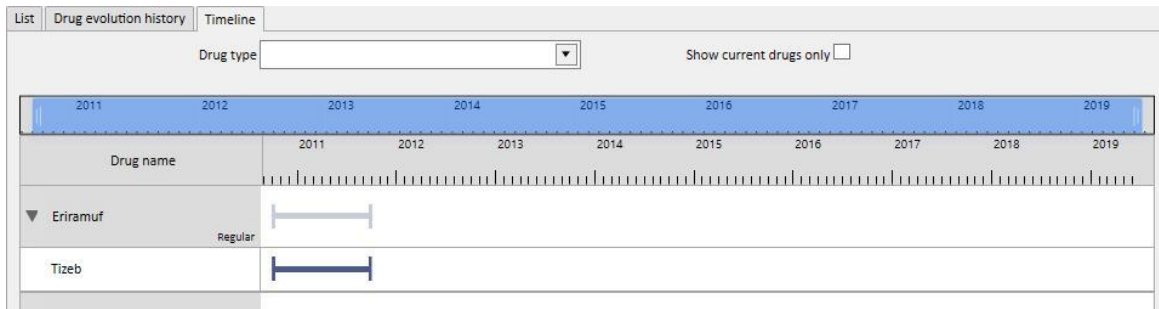 List Drug evolution history Timeline
Drug type Show current drugs only
2011 2012 2013 2014 2015 2016 2017 2018 2019
Drug name 2011 2012 2013 2014 2015 2016 2017 2018 2019
Eriramuf
Regular
Tizeb